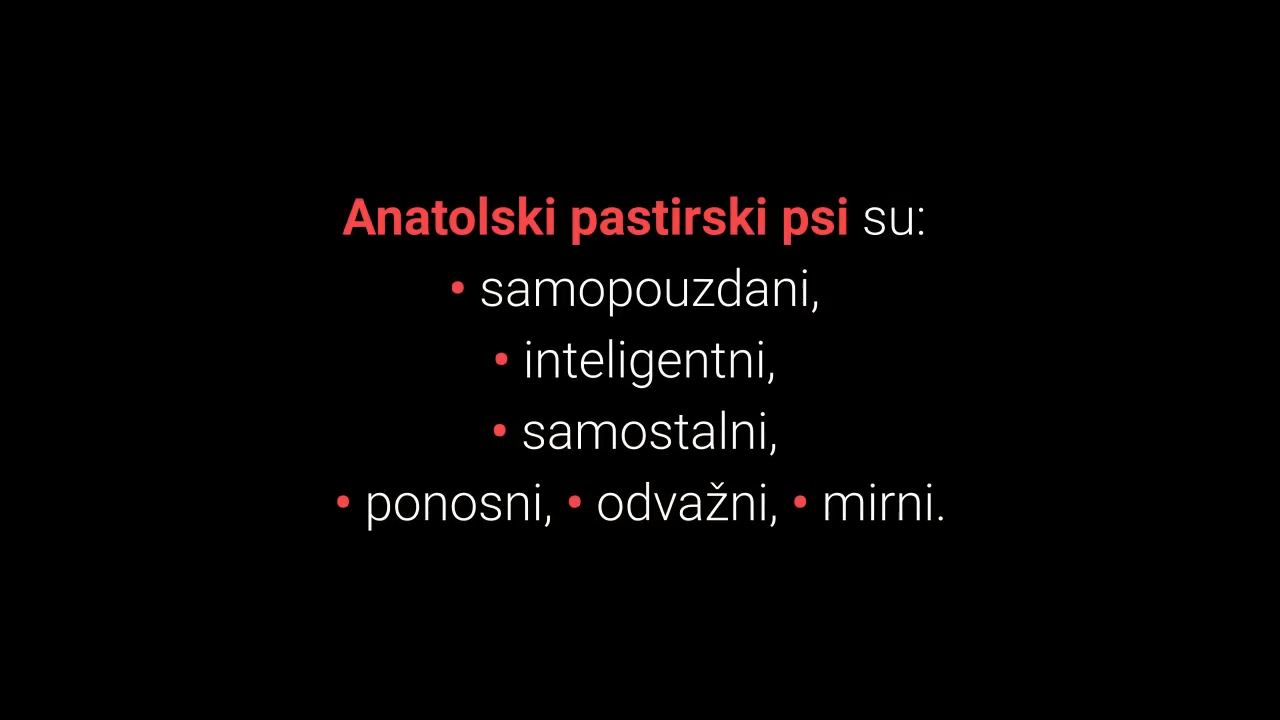 Anatolski pastirski psi su:
• samopouzdani,
• inteligentni,
• samostalni,
• ponosni, • odvažni, • mirni.